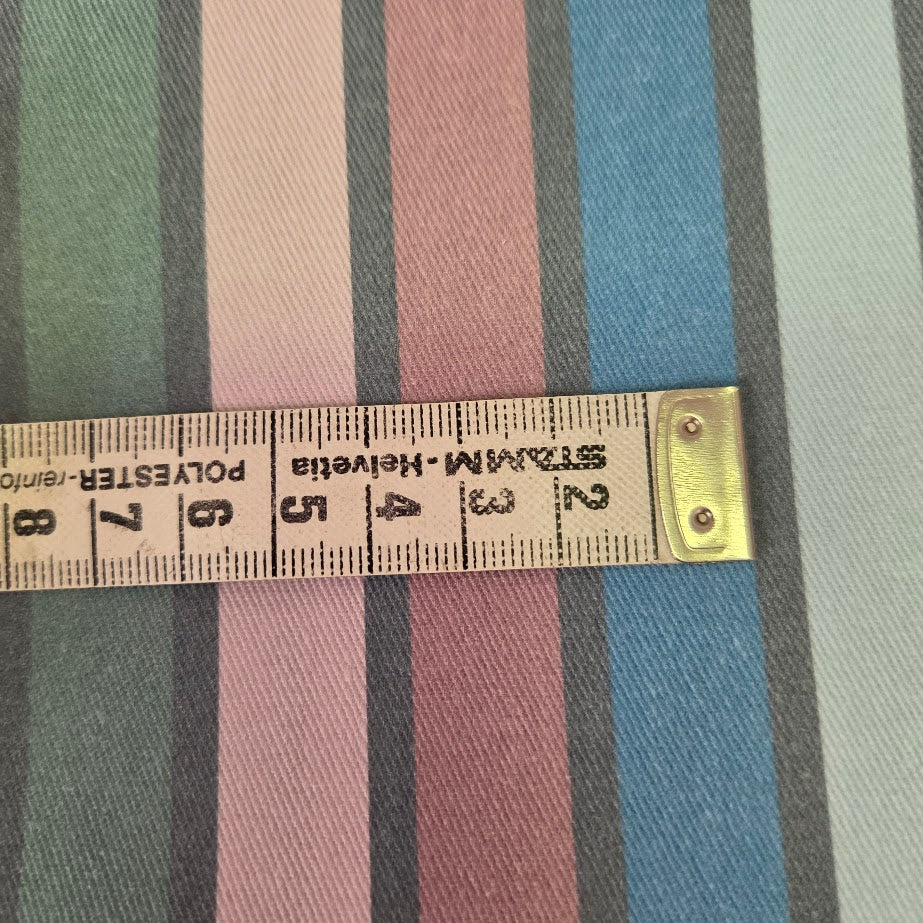 STAMM-Helvetia POLYESTER-reinfo
2 3 4 5 6 7 8